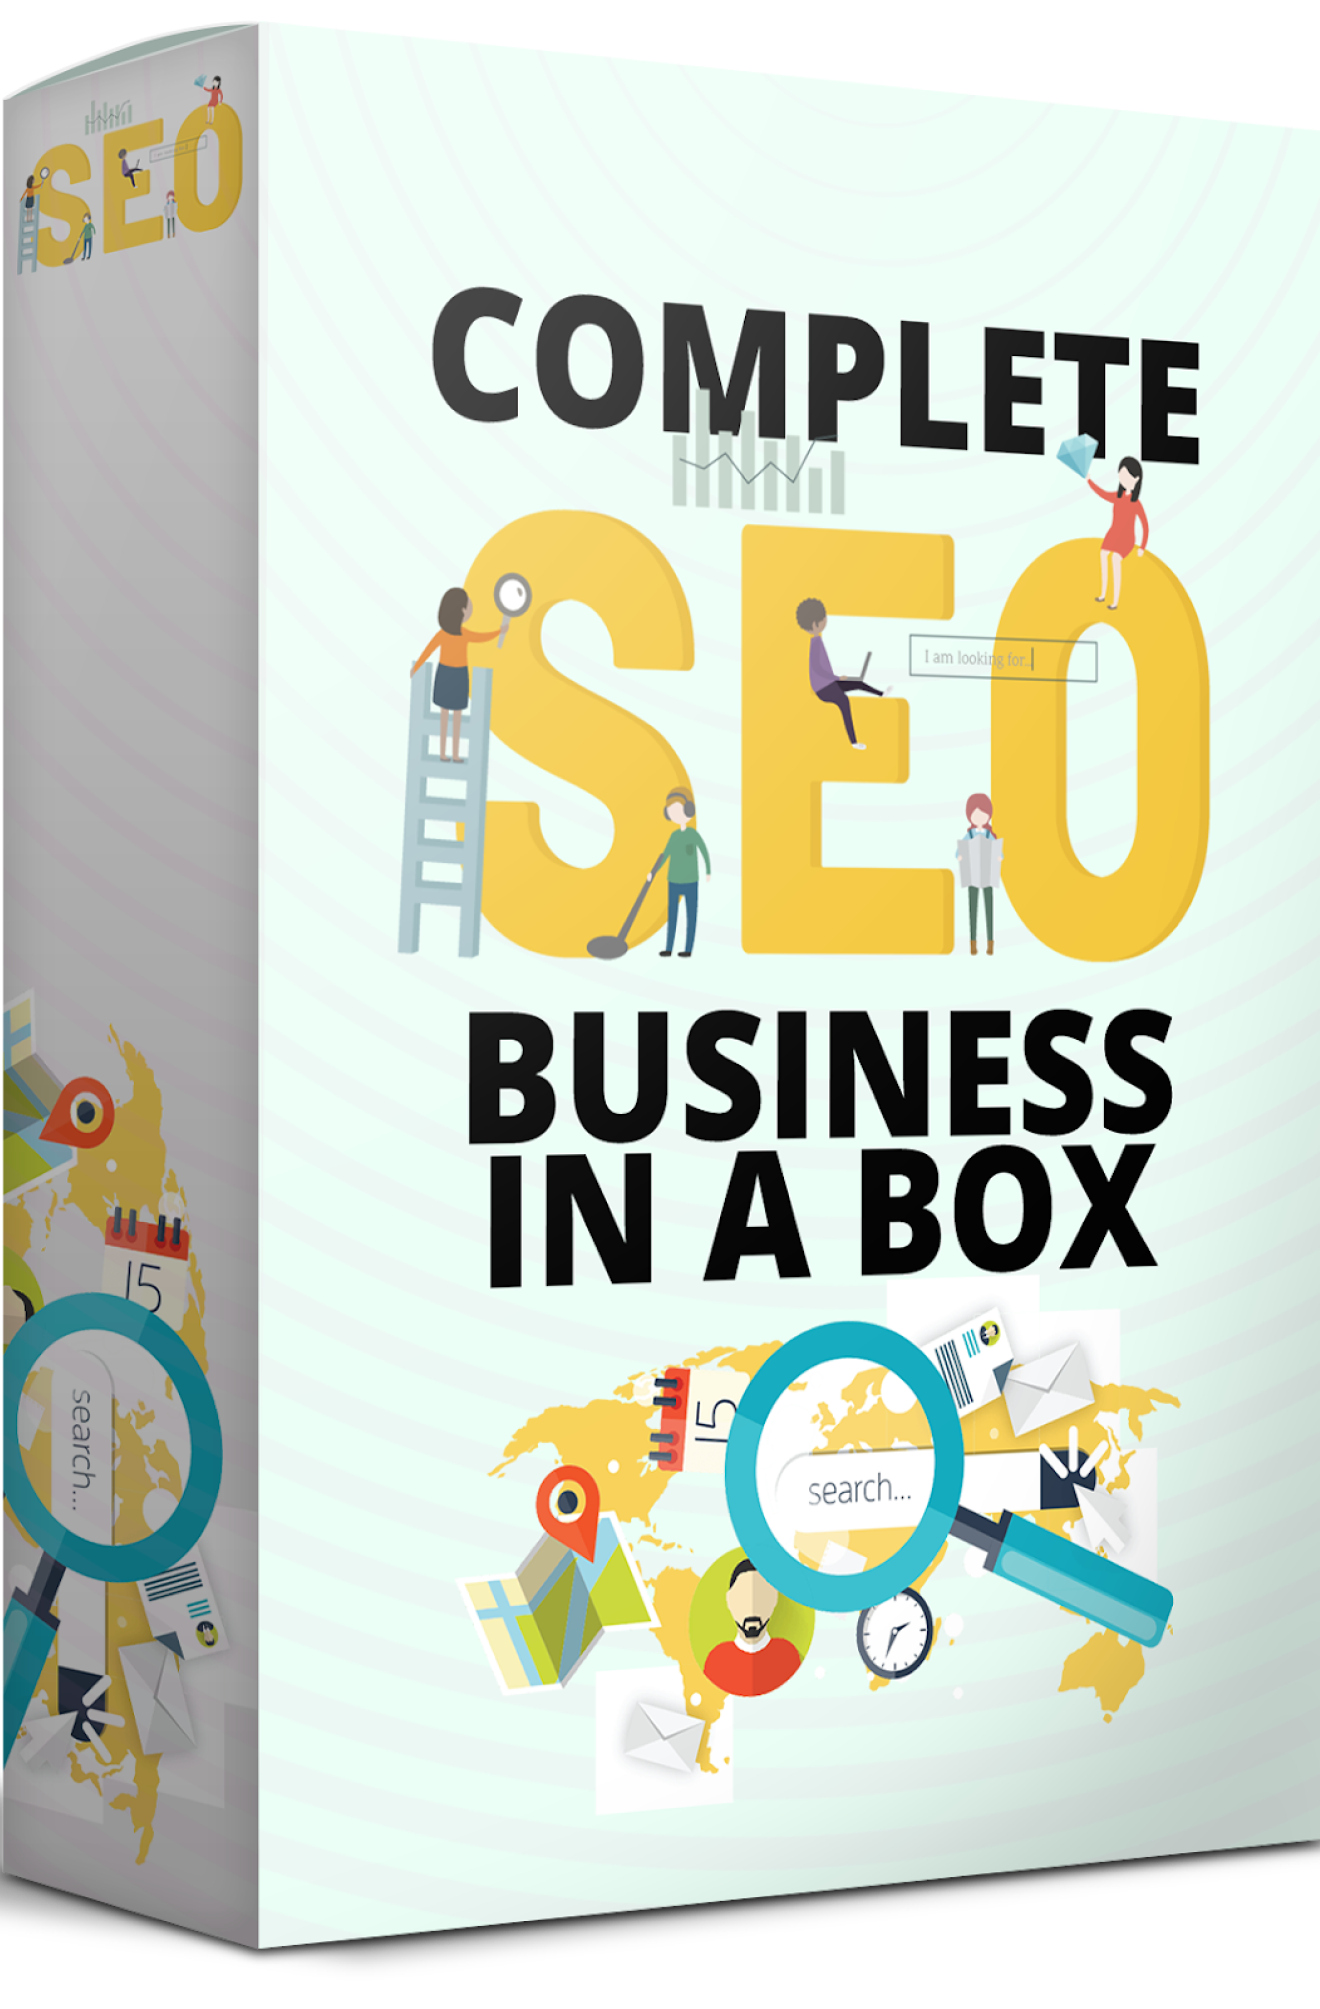 SEO
15
search...
COMPLETE
SEO
I am looking for..
BUSINESS
IN A BOX
15
search...